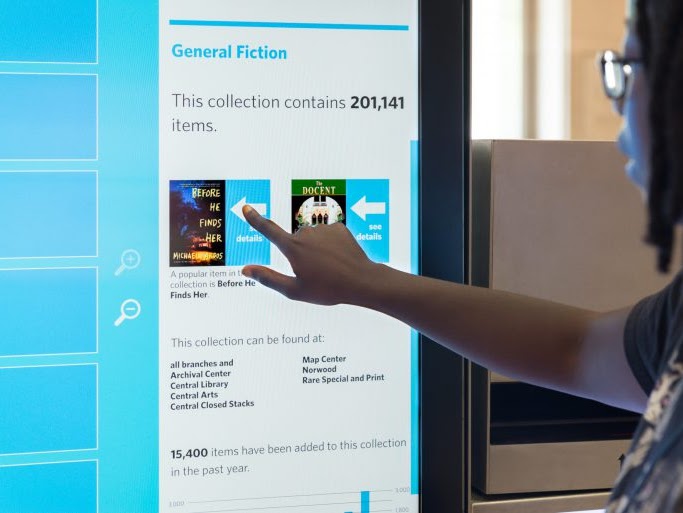 General Fiction
This collection contains 201,141
items.
BEFORE
HE
FINDS
HER
The
DOCENT
see
details
details
A popular item in
collection is Before He
Finds Her.
This collection can be found at:
all branches and
Archival Center
Central Library
Central Arts
Central Closed Stacks
Map Center
Norwood
Rare Special and Print
15,400 items have been added to this collection
in the past year.